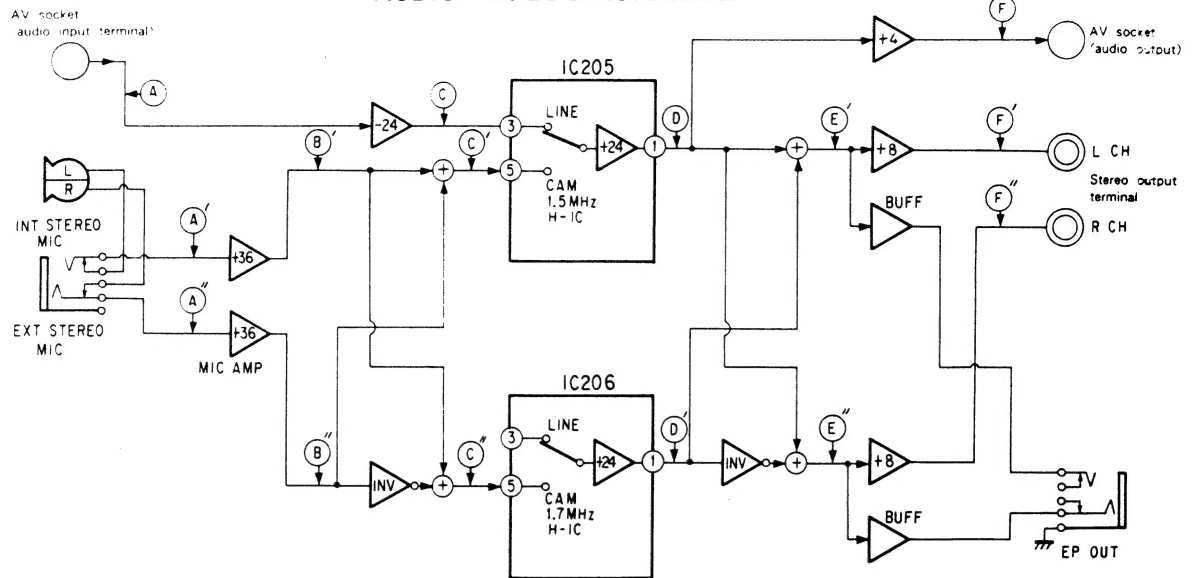 AV socket
audio input terminal)
A
-24
C
INT STEREO
MIC
L
R
EXT STEREO
MIC
A'
A"
+36
+36
MIC AMP
B'
B"
INV
+
+
C'
C"
IC205
3
LINE
5
CAM
1.5MHz
H-IC
+24
1
IC206
3
LINE
5
CAM
1.7MHz
H-IC
+24
1
D
D'
INV
+
+
E'
E"
+4
+8
BUFF
+8
BUFF
F
AV socket
(audio output)
F'
L CH
Stereo output
terminal
F"
R CH
EP OUT